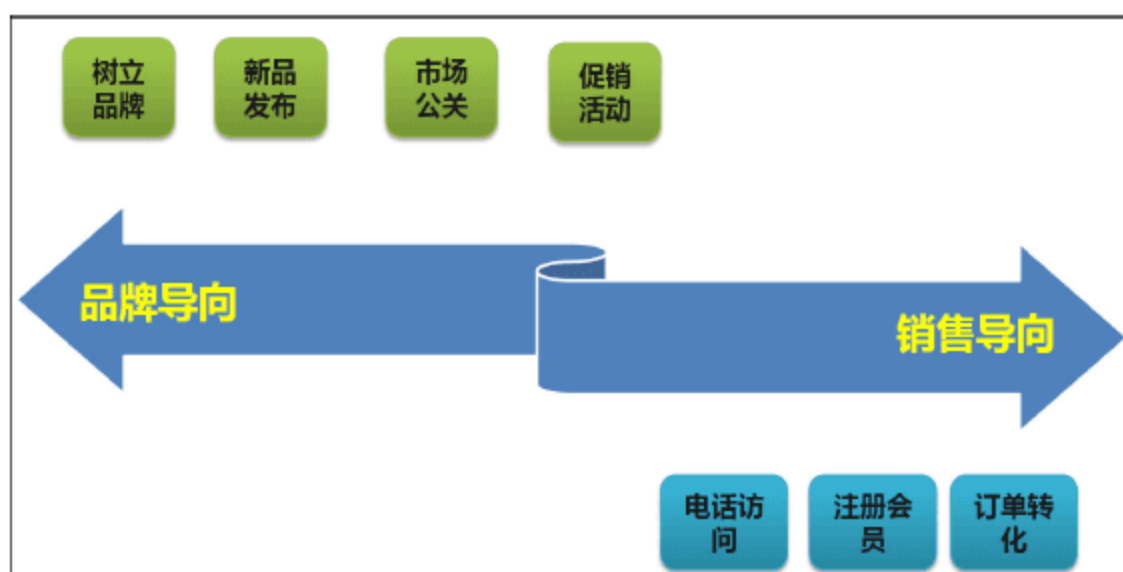 树立
品牌
新品
发布
市场
公关
促销
活动
品牌导向
销售导向
电话访
问
注册会
员
订单转
化